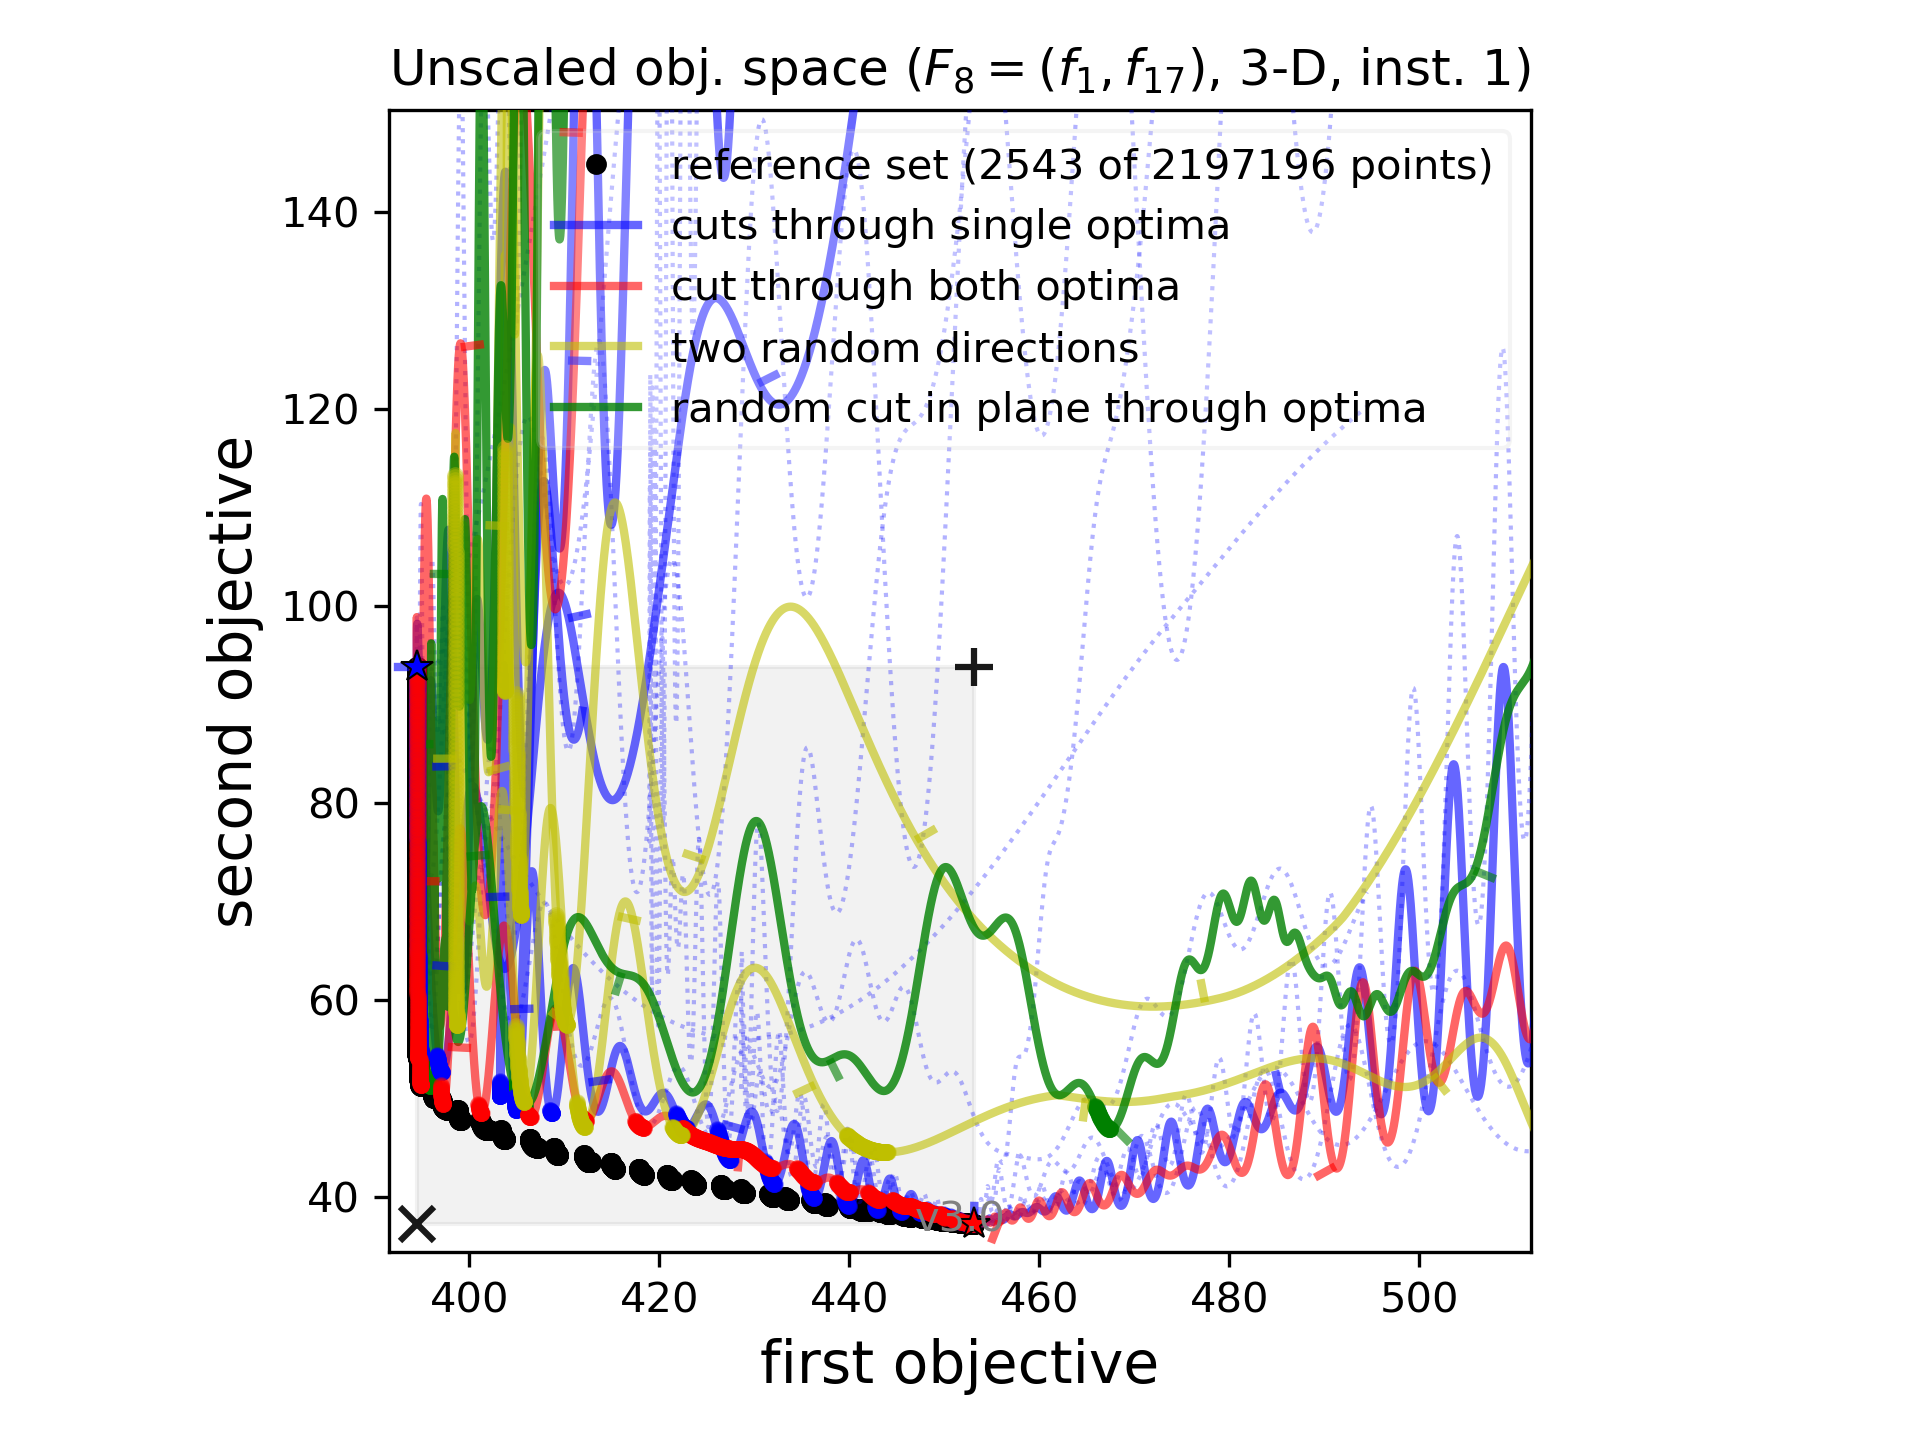 Unscaled obj. space (F₈ = (f₁, f₁₇), 3-D, inst. 1)
reference set (2543 of 2197196 points)
cuts through single optima
cut through both optima
two random directions
random cut in plane through optima
second objective
140
120
100
80
60
40
v3.0
400 420 440 460 480 500
first objective